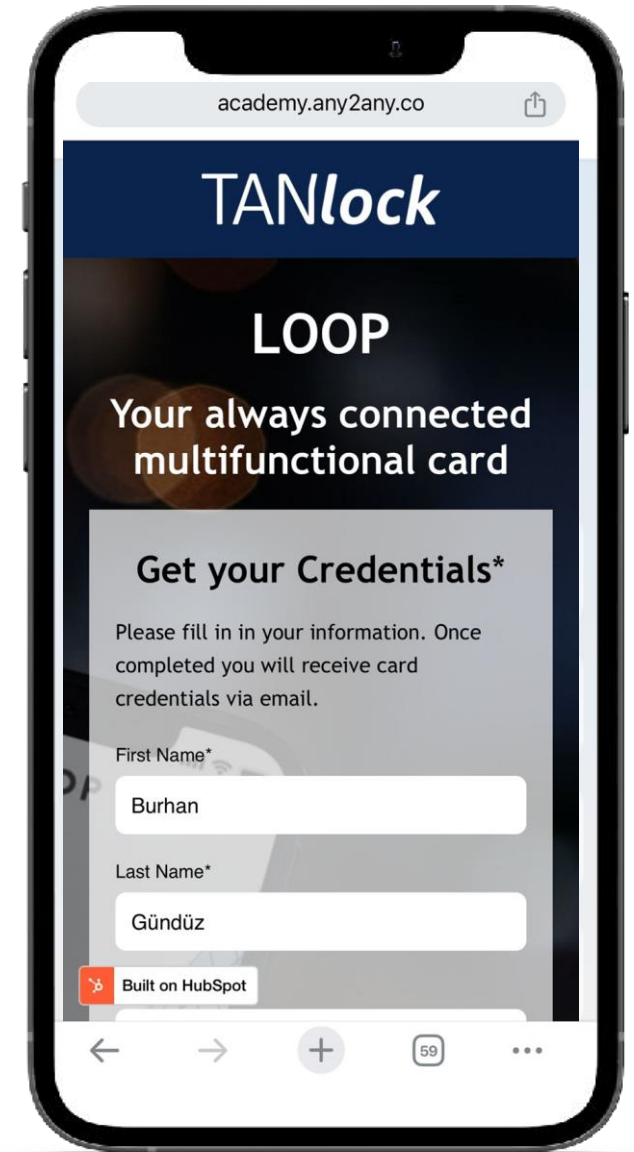 academy.any2any.co
TANlock
LOOP
Your always connected
multifunctional card
Get your Credentials*
Please fill in in your information. Once
completed you will receive card
credentials via email.
First Name*
Burhan
Last Name*
Gündüz
Built on HubSpot
59